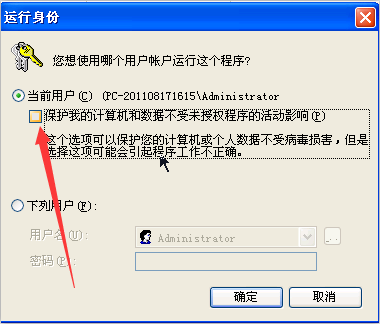 运行身份
您想使用哪个用户帐户运行这个程序?
当前用户(C) (PC-201108171615\Administrator
保护我的计算机和数据不受未授权程序的活动影响(P)
这个选项可以保护您的计算机或个人数据不受病毒损害，但是
选择这项可能会引起程序工作不正确。
下列用户(F):
用户名(U): Administrator ...
密码(P):
确定 取消